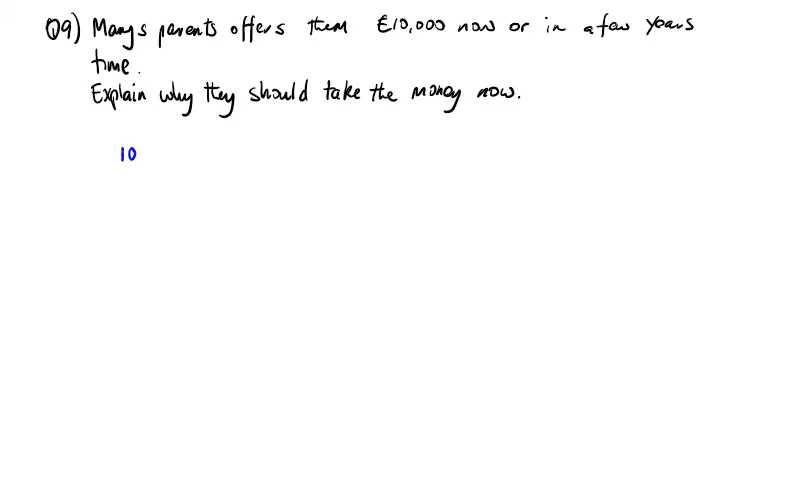 Q9) Marys parents offers them £10,000 now or in a few years
time.
Explain why they should take the money now.
10